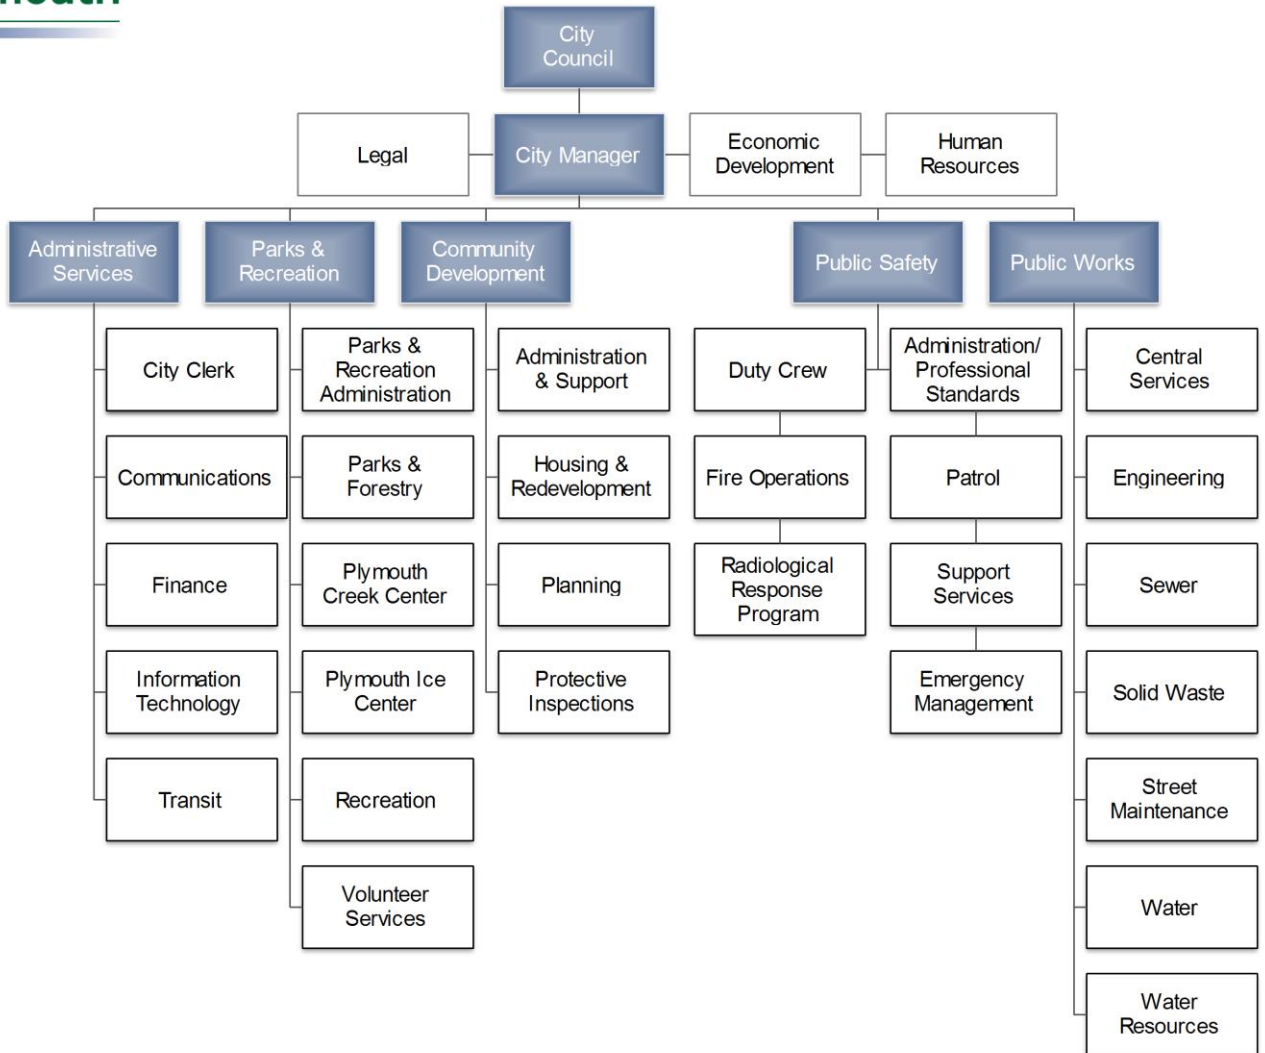 City
Council
Legal
City Manager
Economic
Development
Human
Resources
Administrative
Services
Parks &
Recreation
Community
Development
Public Safety
Public Works
City Clerk
Communications
Finance
Information
Technology
Transit
Parks &
Recreation
Administration
Parks &
Forestry
Plymouth
Creek Center
Plymouth Ice
Center
Recreation
Volunteer
Services
Administration
& Support
Housing &
Redevelopment
Planning
Protective
Inspections
Duty Crew
Fire Operations
Radiological
Response
Program
Administration/
Professional
Standards
Patrol
Support
Services
Emergency
Management
Central
Services
Engineering
Sewer
Solid Waste
Street
Maintenance
Water
Water
Resources